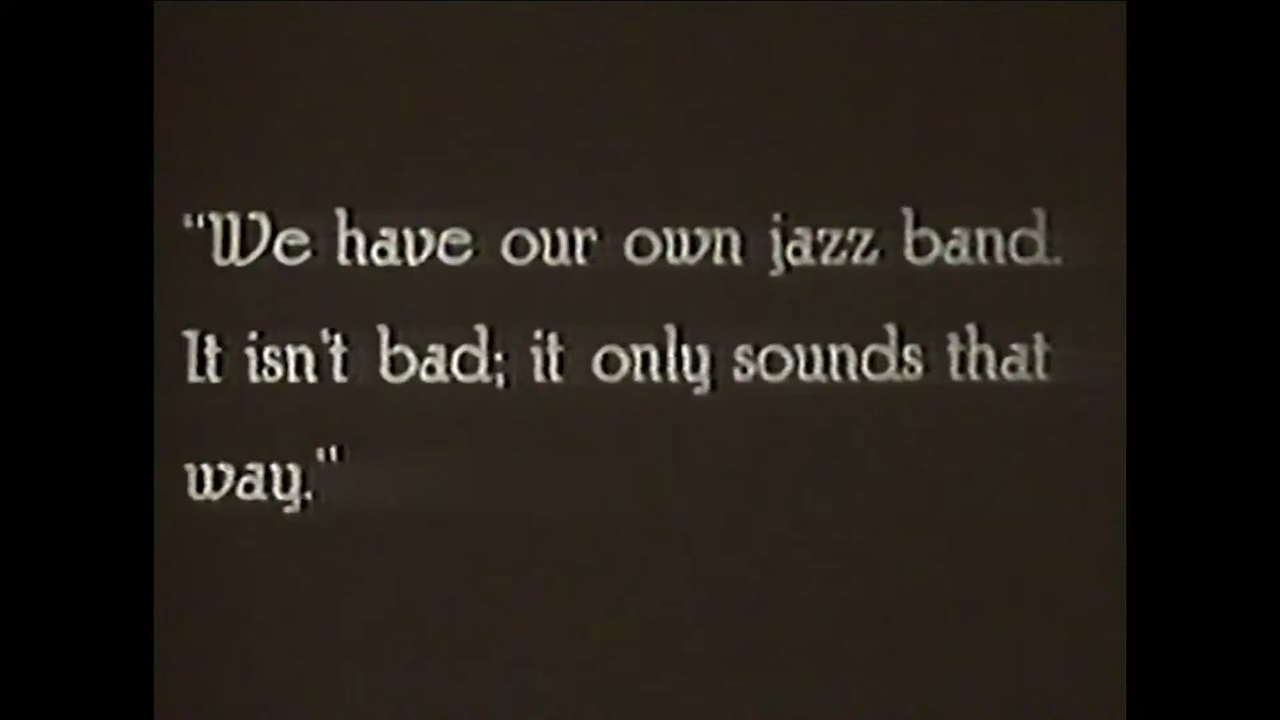 "We have our own jazz band.
It isn't bad; it only sounds that
way."